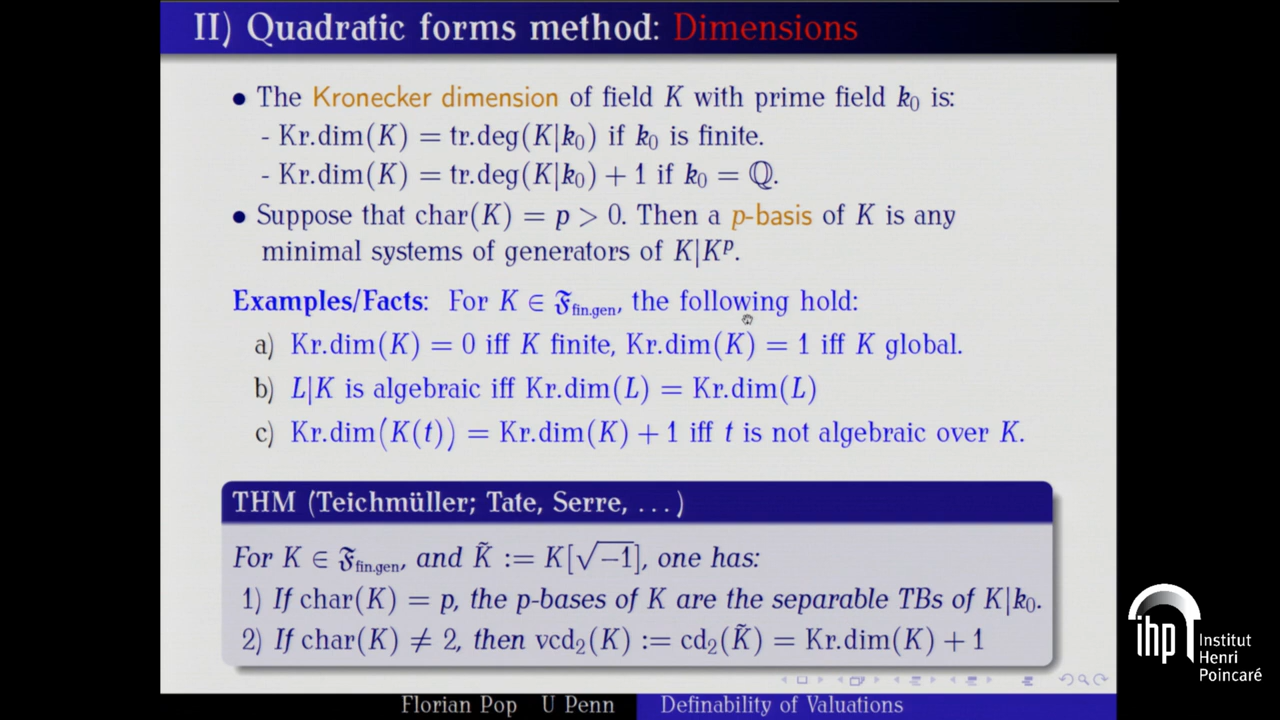 II) Quadratic forms method: Dimensions
• The Kronecker dimension of field K with prime field k₀ is:
- Kr.dim(K) = tr.deg(K|k₀) if k₀ is finite.
- Kr.dim(K) = tr.deg(K|k₀) + 1 if k₀ = ℚ.
• Suppose that char(K) = p > 0. Then a p-basis of K is any
minimal systems of generators of K|Kᵖ.
Examples/Facts: For K ∈ 𝔉fin.gen, the following hold:
a) Kr.dim(K) = 0 iff K finite, Kr.dim(K) = 1 iff K global.
b) L|K is algebraic iff Kr.dim(L) = Kr.dim(L)
c) Kr.dim(K(t)) = Kr.dim(K) + 1 iff t is not algebraic over K.
THM (Teichmüller; Tate, Serre, ...)
For K ∈ 𝔉fin.gen, and K̃ := K[√−1], one has:
1) If char(K) = p, the p-bases of K are the separable TBs of K|k₀.
2) If char(K) ≠ 2, then vcd₂(K) := cd₂(K̃) = Kr.dim(K) + 1
Florian Pop U Penn Definability of Valuations
ihp Institut
Henri
Poincaré